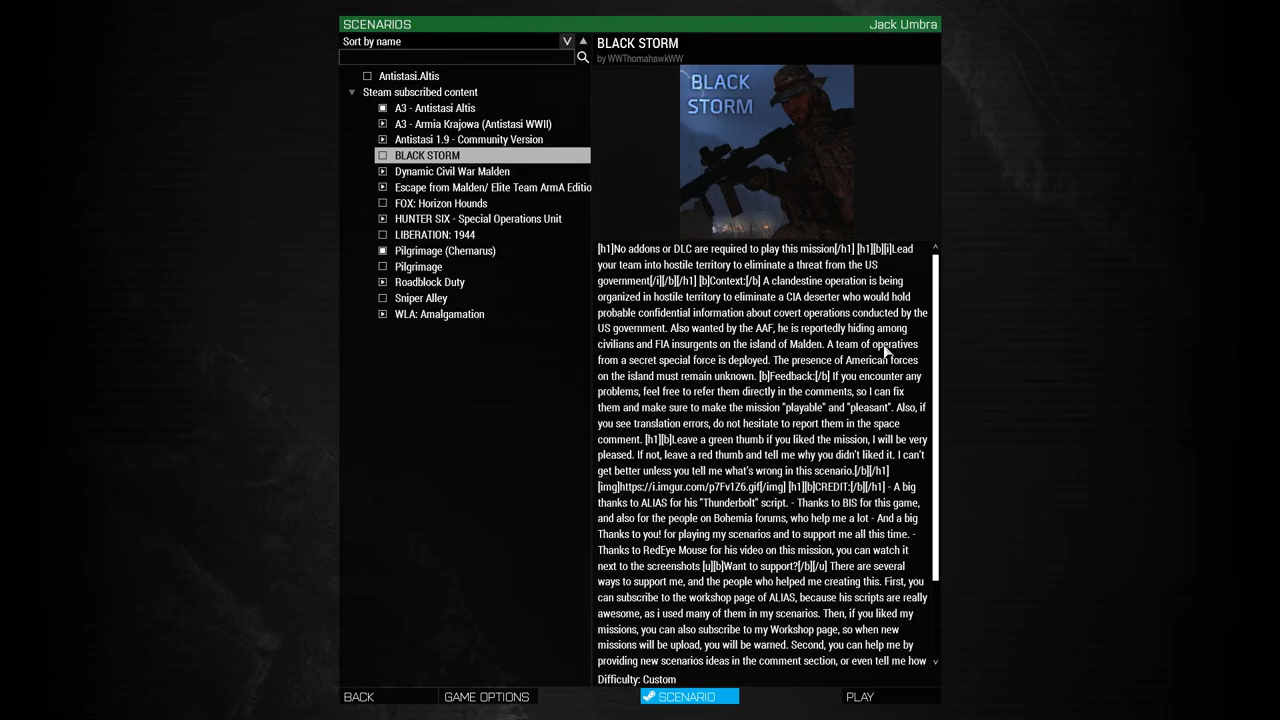 SCENARIOS
Jack Umbra
Sort by name
Antistasi.Altis
Steam subscribed content
A3 - Antistasi Altis
A3 - Armia Krajowa (Antistasi WWII)
Antistasi 1.9 - Community Version
BLACK STORM
Dynamic Civil War Malden
Escape from Malden/ Elite Team ArmA Editio
FOX: Horizon Hounds
HUNTER SIX - Special Operations Unit
LIBERATION: 1944
Pilgrimage (Chernarus)
Pilgrimage
Roadblock Duty
Sniper Alley
WLA: Amalgamation
BLACK STORM
by WWThomahawkWW
BLACK
STORM
[h1]No addons or DLC are required to play this mission[/h1] [h1][b][i]Lead
your team into hostile territory to eliminate a threat from the US
government[/i][/b][/h1] [b]Context:[/b] A clandestine operation is being
organized in hostile territory to eliminate a CIA deserter who would hold
probable confidential information about covert operations conducted by the
US government. Also wanted by the AAF, he is reportedly hiding among
civilians and FIA insurgents on the island of Malden. A team of operatives
from a secret special force is deployed. The presence of American forces
on the island must remain unknown. [b]Feedback:[/b] If you encounter any
problems, feel free to refer them directly in the comments, so I can fix
them and make sure to make the mission "playable" and "pleasant". Also, if
you see translation errors, do not hesitate to report them in the space
comment. [h1][b]Leave a green thumb if you liked the mission, I will be very
pleased. If not, leave a red thumb and tell me why you didn't liked it. I can't
get better unless you tell me what's wrong in this scenario.[/b][/h1]
[img]https://i.imgur.com/p7Fv1Z6.gif[/img] [h1][b]CREDIT:[/b][/h1] - A big
thanks to ALIAS for his "Thunderbolt" script. - Thanks to BIS for this game,
and also for the people on Bohemia forums, who help me a lot - And a big
Thanks to you! for playing my scenarios and to support me all this time. -
Thanks to RedEye Mouse for his video on this mission, you can watch it
next to the screenshots [u][b]Want to support?[/b][/u] There are several
ways to support me, and the people who helped me creating this. First, you
can subscribe to the workshop page of ALIAS, because his scripts are really
awesome, as i used many of them in my scenarios. Then, if you liked my
missions, you can also subscribe to my Workshop page, so when new
missions will be upload, you will be warned. Second, you can help me by
providing new scenarios ideas in the comment section, or even tell me how
Difficulty: Custom
BACK
GAME OPTIONS
SCENARIO
PLAY